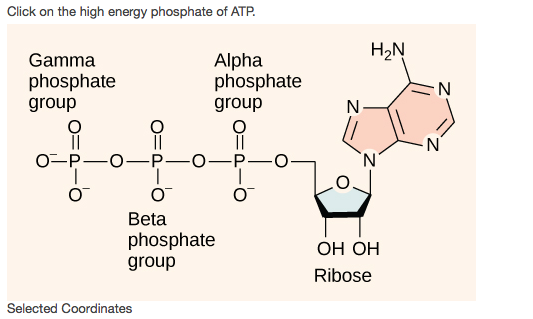 Click on the high energy phosphate of ATP.
Gamma
phosphate
group
Alpha
phosphate
group
H₂N
N
N
N
N
O O O
O⁻–P–O–P–O–P–O
O⁻ O⁻ O⁻
O
Beta
phosphate
group
OH OH
Ribose
Selected Coordinates